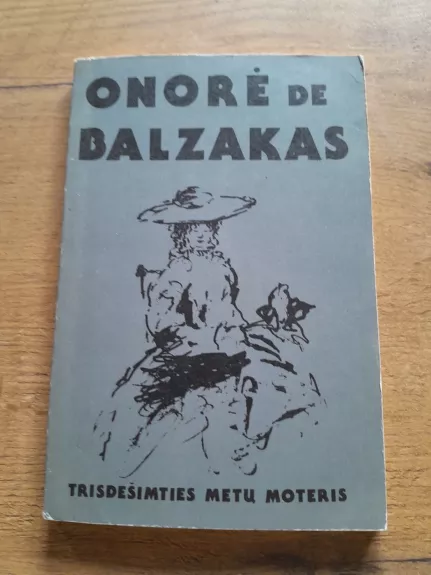 ONORĖ DE
BALZAKAS
TRISDEŠIMTIES METŲ MOTERIS